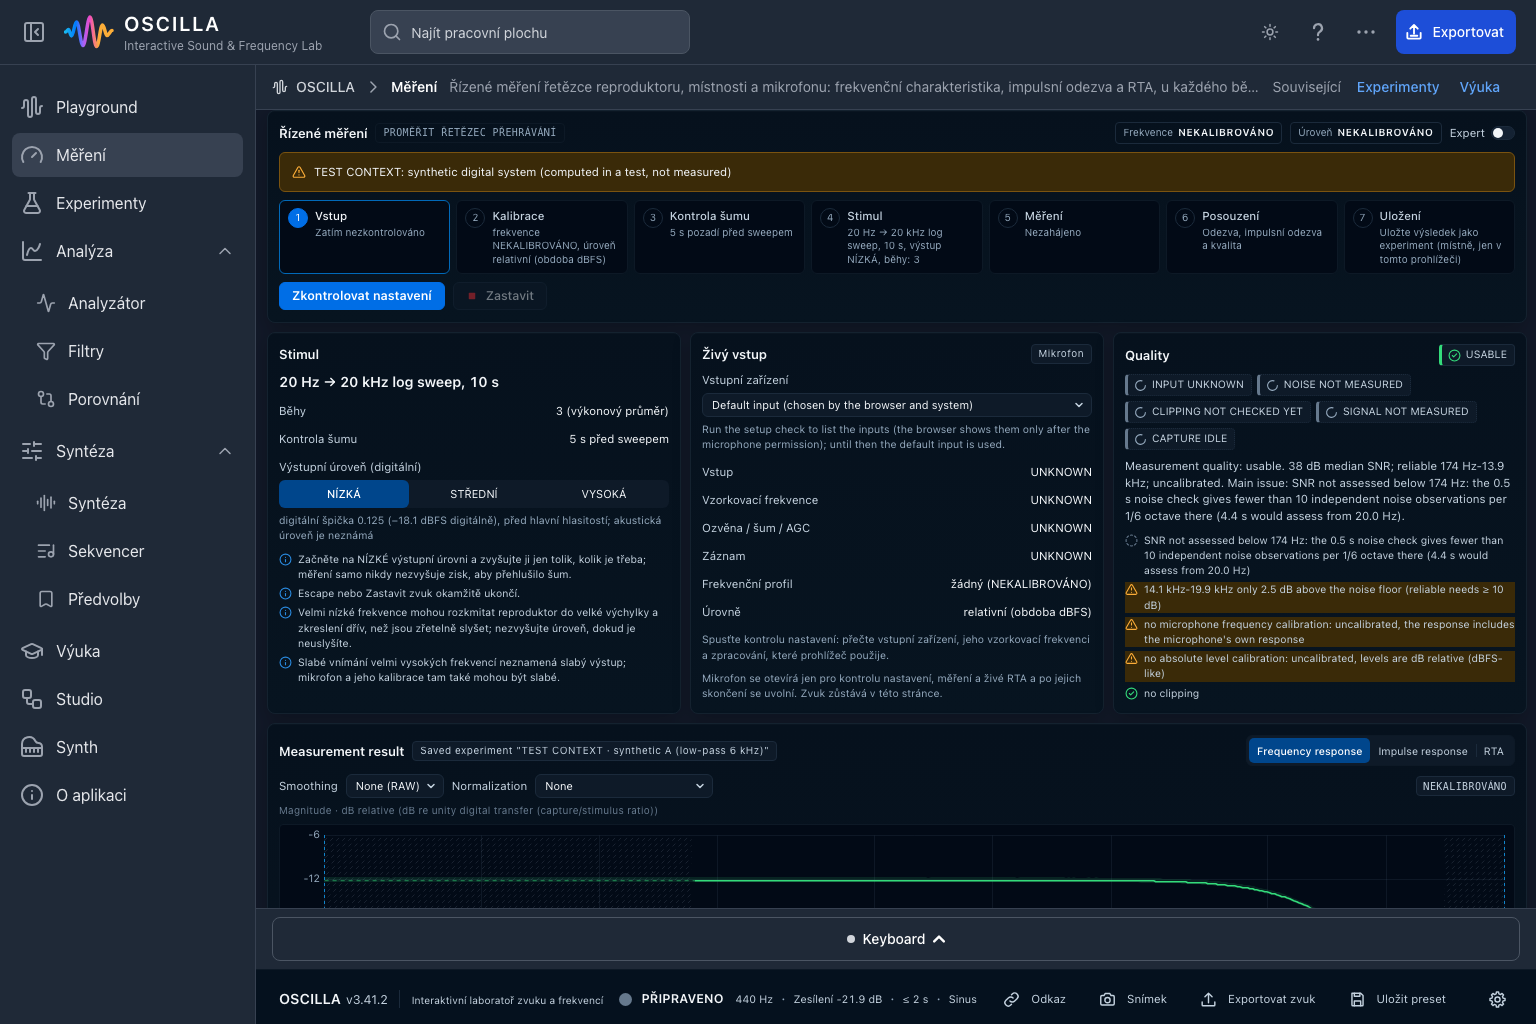 OSCILLA
Interactive Sound & Frequency Lab
Najít pracovní plochu
?
Exportovat
Playground
Měření
Experimenty
Analýza
Analyzátor
Filtry
Porovnání
Syntéza
Syntéza
Sekvencer
Předvolby
Výuka
Studio
Synth
O aplikaci
OSCILLA
Měření
Řízené měření řetězce reproduktoru, místnosti a mikrofonu: frekvenční charakteristika, impulsní odezva a RTA, u každého bě...
Související
Experimenty
Výuka
Řízené měření
PROMĚŘIT ŘETĚZEC PŘEHRÁVÁNÍ
Frekvence NEKALIBROVÁNO
Úroveň NEKALIBROVÁNO
Expert
TEST CONTEXT: synthetic digital system (computed in a test, not measured)
1 Vstup
Zatím nezkontrolováno
2 Kalibrace
frekvence
NEKALIBROVÁNO, úroveň
relativní (obdoba dBFS)
3 Kontrola šumu
5 s pozadí před sweepem
4 Stimul
20 Hz → 20 kHz log
sweep, 10 s, výstup
NÍZKÁ, běhy: 3
5 Měření
Nezahájeno
6 Posouzení
Odezva, impulsní odezva
a kvalita
7 Uložení
Uložte výsledek jako
experiment (místně, jen v
tomto prohlížeči)
Zkontrolovat nastavení
Zastavit
Stimul
20 Hz → 20 kHz log sweep, 10 s
Běhy 3 (výkonový průměr)
Kontrola šumu 5 s před sweepem
Výstupní úroveň (digitální)
NÍZKÁ STŘEDNÍ VYSOKÁ
digitální špička 0.125 (−18.1 dBFS digitálně), před hlavní hlasitostí; akustická
úroveň je neznámá
Začněte na NÍZKÉ výstupní úrovni a zvyšujte ji jen tolik, kolik je třeba;
měření samo nikdy nezvyšuje zisk, aby přehlušilo šum.
Escape nebo Zastavit zvuk okamžitě ukončí.
Velmi nízké frekvence mohou rozkmitat reproduktor do velké výchylky a
zkreslení dřív, než jsou zřetelně slyšet; nezvyšujte úroveň, dokud je
neuslyšíte.
Slabé vnímání velmi vysokých frekvencí neznamená slabý výstup;
mikrofon a jeho kalibrace tam také mohou být slabé.
Živý vstup
Mikrofon
Vstupní zařízení
Default input (chosen by the browser and system)
Run the setup check to list the inputs (the browser shows them only after the
microphone permission); until then the default input is used.
Vstup UNKNOWN
Vzorkovací frekvence UNKNOWN
Ozvěna / šum / AGC UNKNOWN
Záznam UNKNOWN
Frekvenční profil žádný (NEKALIBROVÁNO)
Úrovně relativní (obdoba dBFS)
Spusťte kontrolu nastavení: přečte vstupní zařízení, jeho vzorkovací frekvenci
a zpracování, které prohlížeč použije.
Mikrofon se otevírá jen pro kontrolu nastavení, měření a živé RTA a po jejich
skončení se uvolní. Zvuk zůstává v této stránce.
Quality
USABLE
INPUT UNKNOWN
NOISE NOT MEASURED
CLIPPING NOT CHECKED YET
SIGNAL NOT MEASURED
CAPTURE IDLE
Measurement quality: usable. 38 dB median SNR; reliable 174 Hz-13.9
kHz; uncalibrated. Main issue: SNR not assessed below 174 Hz: the 0.5
s noise check gives fewer than 10 independent noise observations per
1/6 octave there (4.4 s would assess from 20.0 Hz).
SNR not assessed below 174 Hz: the 0.5 s noise check gives fewer than
10 independent noise observations per 1/6 octave there (4.4 s would
assess from 20.0 Hz)
14.1 kHz-19.9 kHz only 2.5 dB above the noise floor (reliable needs ≥ 10
dB)
no microphone frequency calibration: uncalibrated, the response includes
the microphone's own response
no absolute level calibration: uncalibrated, levels are dB relative (dBFS-
like)
no clipping
Measurement result
Saved experiment "TEST CONTEXT · synthetic A (low-pass 6 kHz)"
Frequency response
Impulse response
RTA
Smoothing None (RAW) Normalization None
NEKALIBROVÁNO
Magnitude · dB relative (dB re unity digital transfer (capture/stimulus ratio))
-6
-12
Keyboard
OSCILLA v3.41.2
Interaktivní laboratoř zvuku a frekvencí
PŘIPRAVENO
440 Hz · Zesílení -21.9 dB · ≤ 2 s · Sinus
Odkaz
Snímek
Exportovat zvuk
Uložit preset